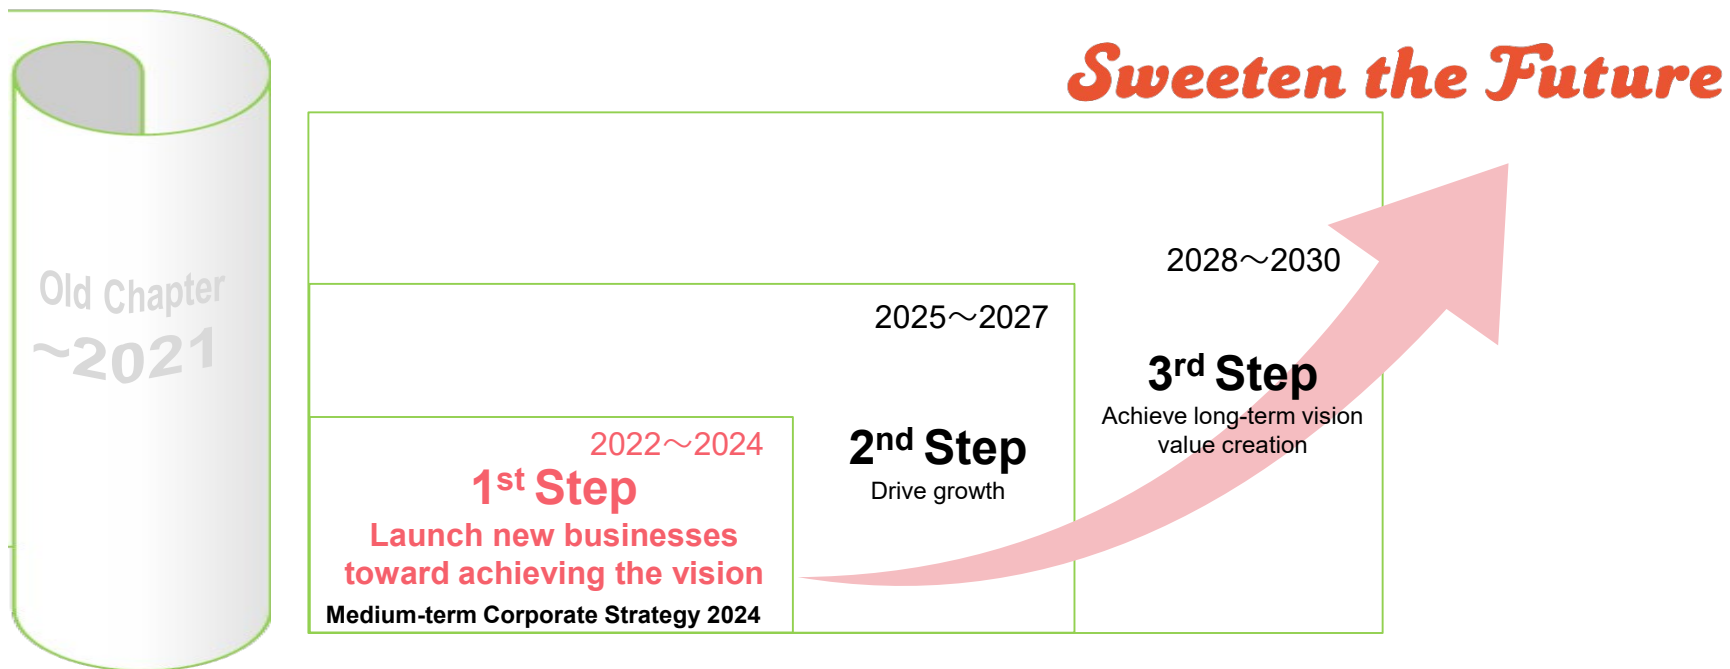 Sweeten the Future
Old Chapter
~2021
2022～2024
1st Step
Launch new businesses
toward achieving the vision
Medium-term Corporate Strategy 2024
2025～2027
2nd Step
Drive growth
2028～2030
3rd Step
Achieve long-term vision
value creation